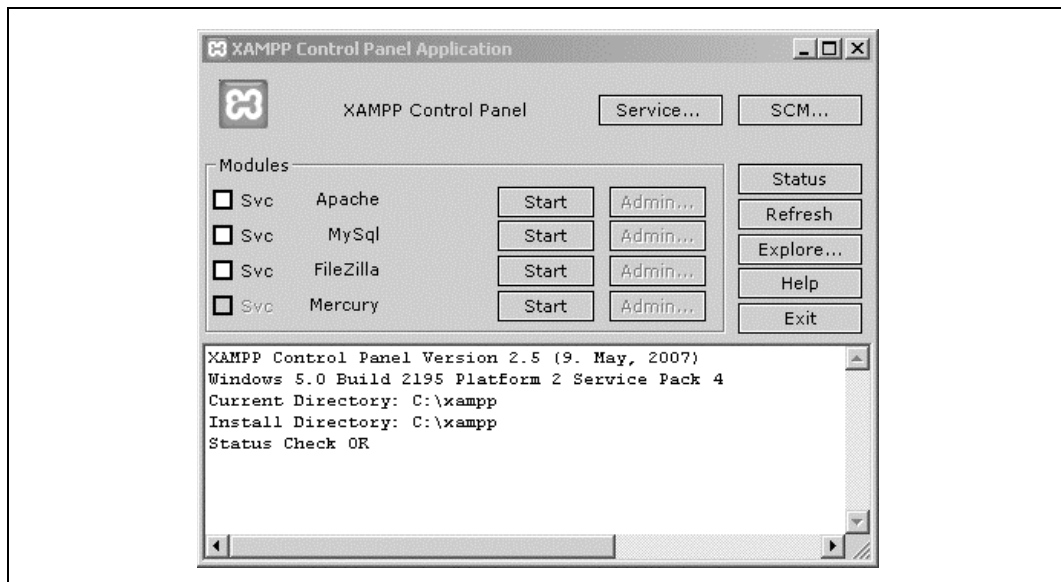 XAMPP Control Panel Application
XAMPP Control Panel
Service...
SCM...
Modules
Svc Apache Start Admin...
Svc MySql Start Admin...
Svc FileZilla Start Admin...
Svc Mercury Start Admin...
Status
Refresh
Explore...
Help
Exit
XAMPP Control Panel Version 2.5 (9. May, 2007)
Windows 5.0 Build 2195 Platform 2 Service Pack 4
Current Directory: C:\xampp
Install Directory: C:\xampp
Status Check OR